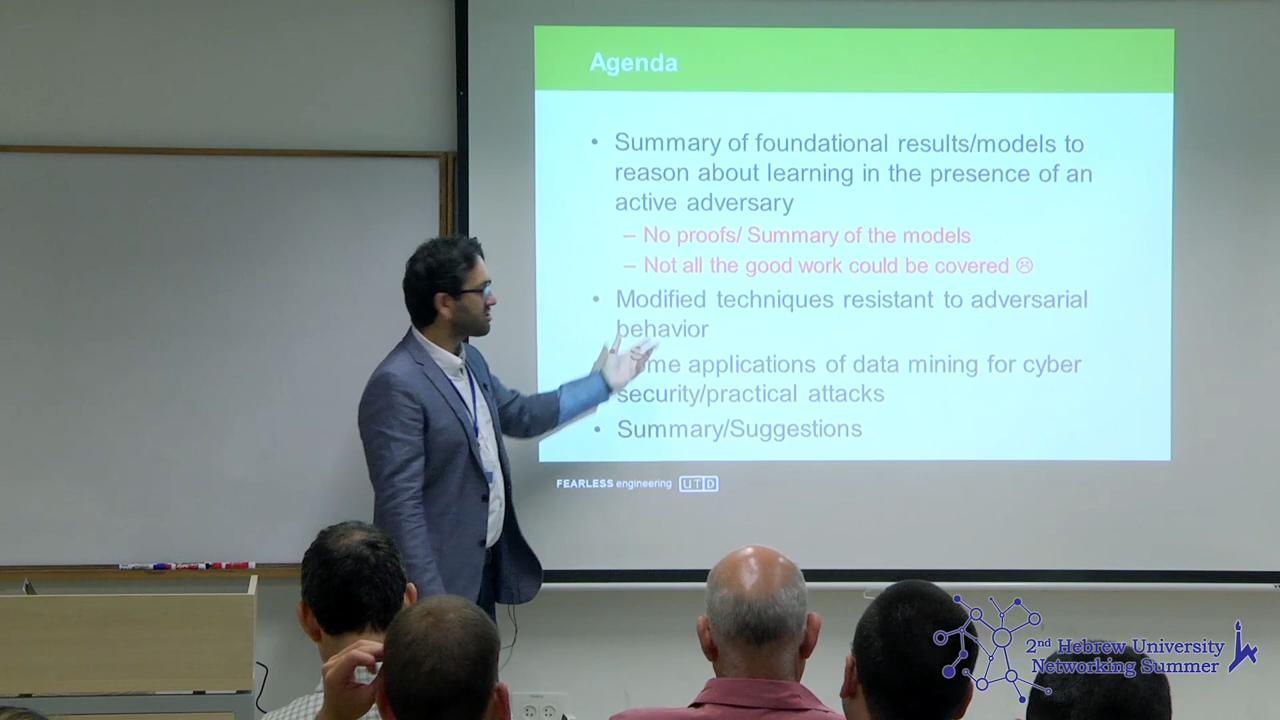 Agenda
• Summary of foundational results/models to
reason about learning in the presence of an
active adversary
– No proofs/ Summary of the models
– Not all the good work could be covered ☹
• Modified techniques resistant to adversarial
behavior
applications of data mining for cyber
security/practical attacks
• Summary/Suggestions
FEARLESS engineering UTD
2nd Hebrew University
Networking Summer